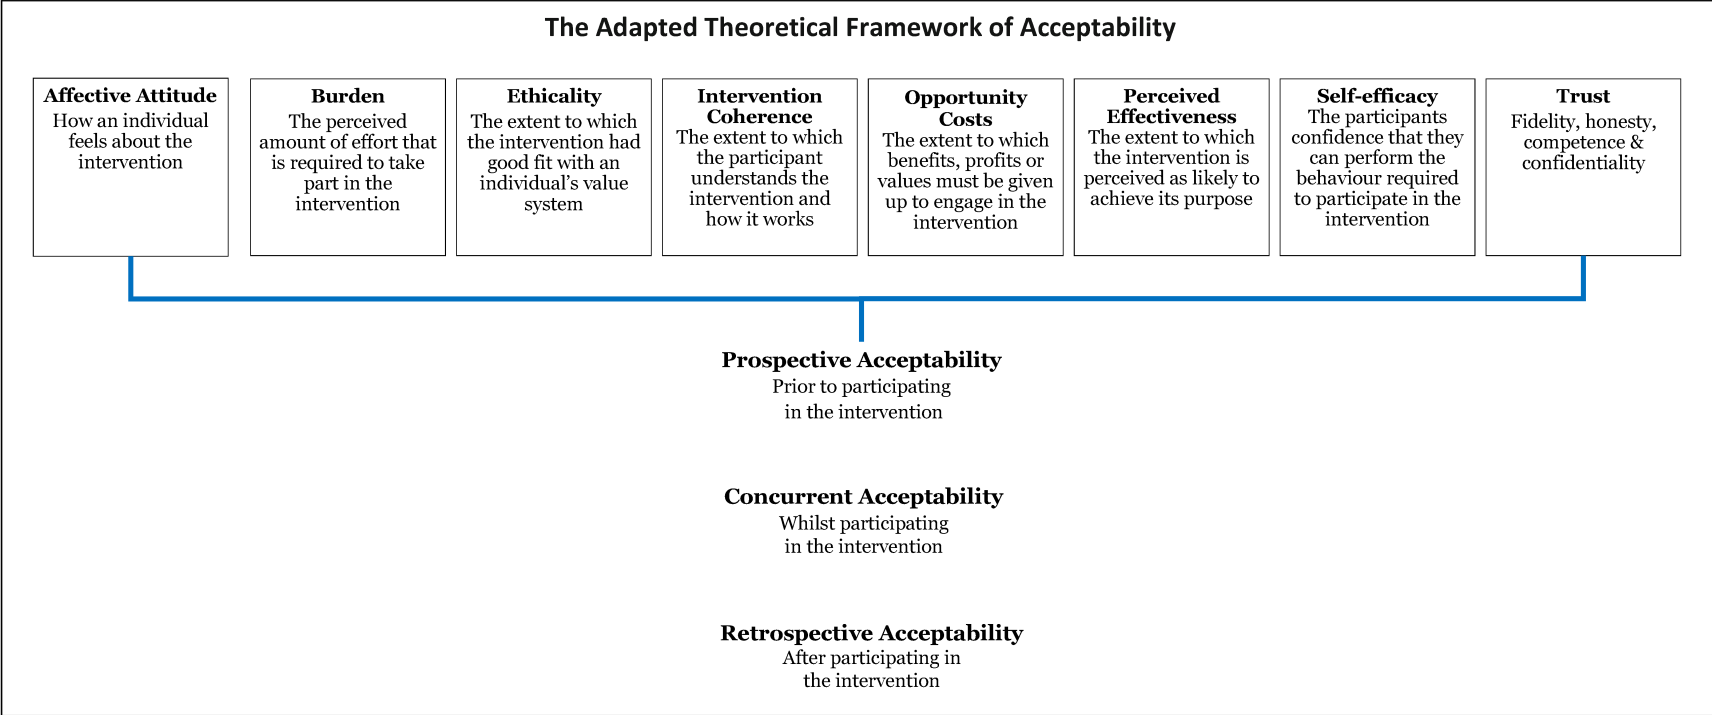 The Adapted Theoretical Framework of Acceptability
Affective Attitude
How an individual
feels about the
intervention
Burden
The perceived
amount of effort that
is required to take
part in the
intervention
Ethicality
The extent to which
the intervention had
good fit with an
individual’s value
system
Intervention
Coherence
The extent to which
the participant
understands the
intervention and
how it works
Opportunity
Costs
The extent to which
benefits, profits or
values must be given
up to engage in the
intervention
Perceived
Effectiveness
The extent to which
the intervention is
perceived as likely to
achieve its purpose
Self-efficacy
The participants
confidence that they
can perform the
behaviour required
to participate in the
intervention
Trust
Fidelity, honesty,
competence &
confidentiality
Prospective Acceptability
Prior to participating
in the intervention
Concurrent Acceptability
Whilst participating
in the intervention
Retrospective Acceptability
After participating in
the intervention